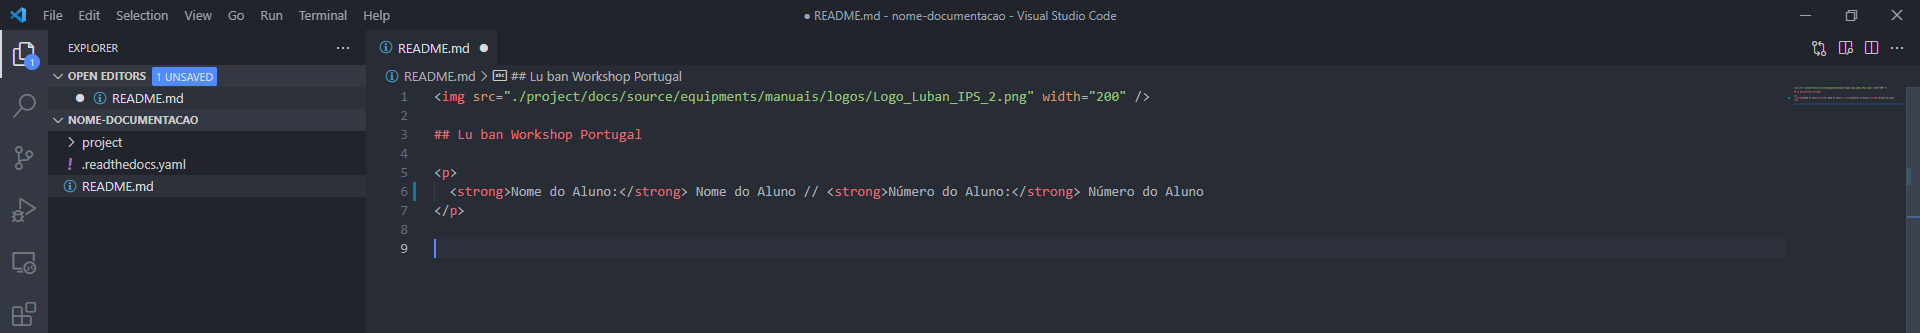 File Edit Selection View Go Run Terminal Help
● README.md - nome-documentacao - Visual Studio Code
EXPLORER
README.md
1
OPEN EDITORS 1 UNSAVED
README.md
NOME-DOCUMENTACAO
project
.readthedocs.yaml
README.md
README.md > ## Lu ban Workshop Portugal
1 <img src="./project/docs/source/equipments/manuais/logos/Logo_Luban_IPS_2.png" width="200" />
2
3 ## Lu ban Workshop Portugal
4
5 <p>
6 <strong>Nome do Aluno:</strong> Nome do Aluno // <strong>Número do Aluno:</strong> Número do Aluno
7 </p>
8
9